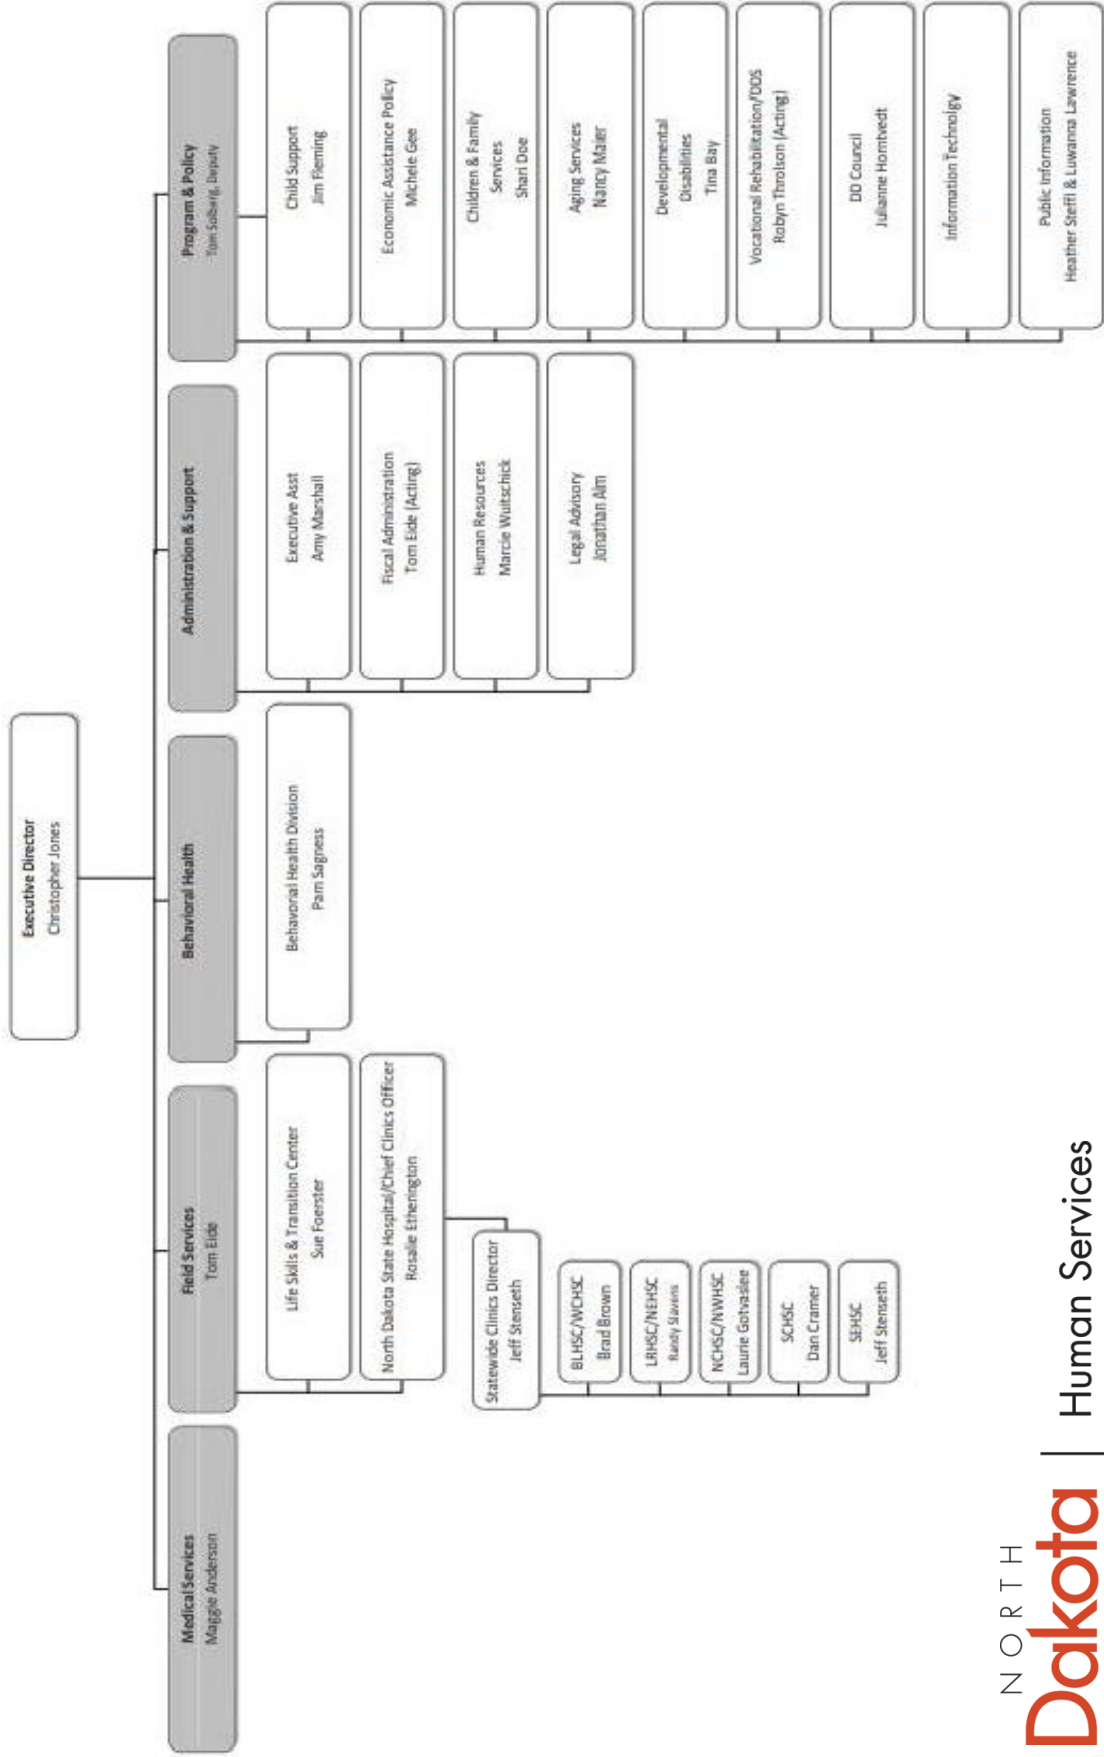 Executive Director
Christopher Jones
Medical Services
Maggie Anderson
Field Services
Tom Eide
Life Skills & Transition Center
Sue Foerster
North Dakota State Hospital/Chief Clinics Officer
Rosalie Etherington
Statewide Clinics Director
Jeff Stenseth
BLHSC/WCHSC
Brad Brown
LRHSC/NEHSC
Randy Slavens
NCHSC/NWHSC
Laurie Gotvaslee
SCHSC
Dan Cramer
SEHSC
Jeff Stenseth
Behavioral Health
Behavorial Health Division
Pam Sagness
Administration & Support
Executive Asst
Amy Marshall
Fiscal Administration
Tom Eide (Acting)
Human Resources
Marcie Wuitschick
Legal Advisory
Jonathan Alm
Program & Policy
Tom Solberg, Deputy
Child Support
Jim Fleming
Economic Assistance Policy
Michele Gee
Children & Family
Services
Shari Doe
Aging Services
Nancy Maier
Developmental
Disabilities
Tina Bay
Vocational Rehabilitation/DDS
Robyn Throlson (Acting)
DD Council
Julianne Horntvedt
Information Technolgy
Public Information
Heather Steffl & Luwanna Lawrence
NORTH
Dakota | Human Services